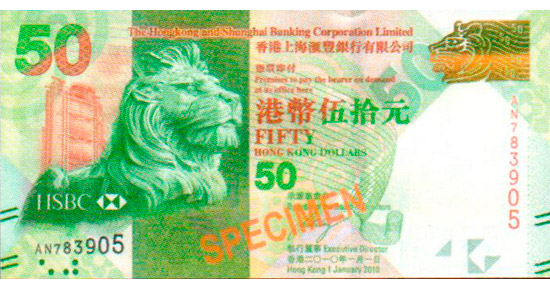 50
The Hongkong and Shanghai Banking Corporation Limited
香港上海滙豐銀行有限公司
50
憑票即付
Promises to pay the bearer on demand
at its office here
港幣伍拾元
FIFTY
HONG KONG DOLLARS
50
AN783905
HSBC
SPECIMEN
AN783905
執行董事 Executive Director
香港二〇一〇年一月一日
Hong Kong 1 January 2010